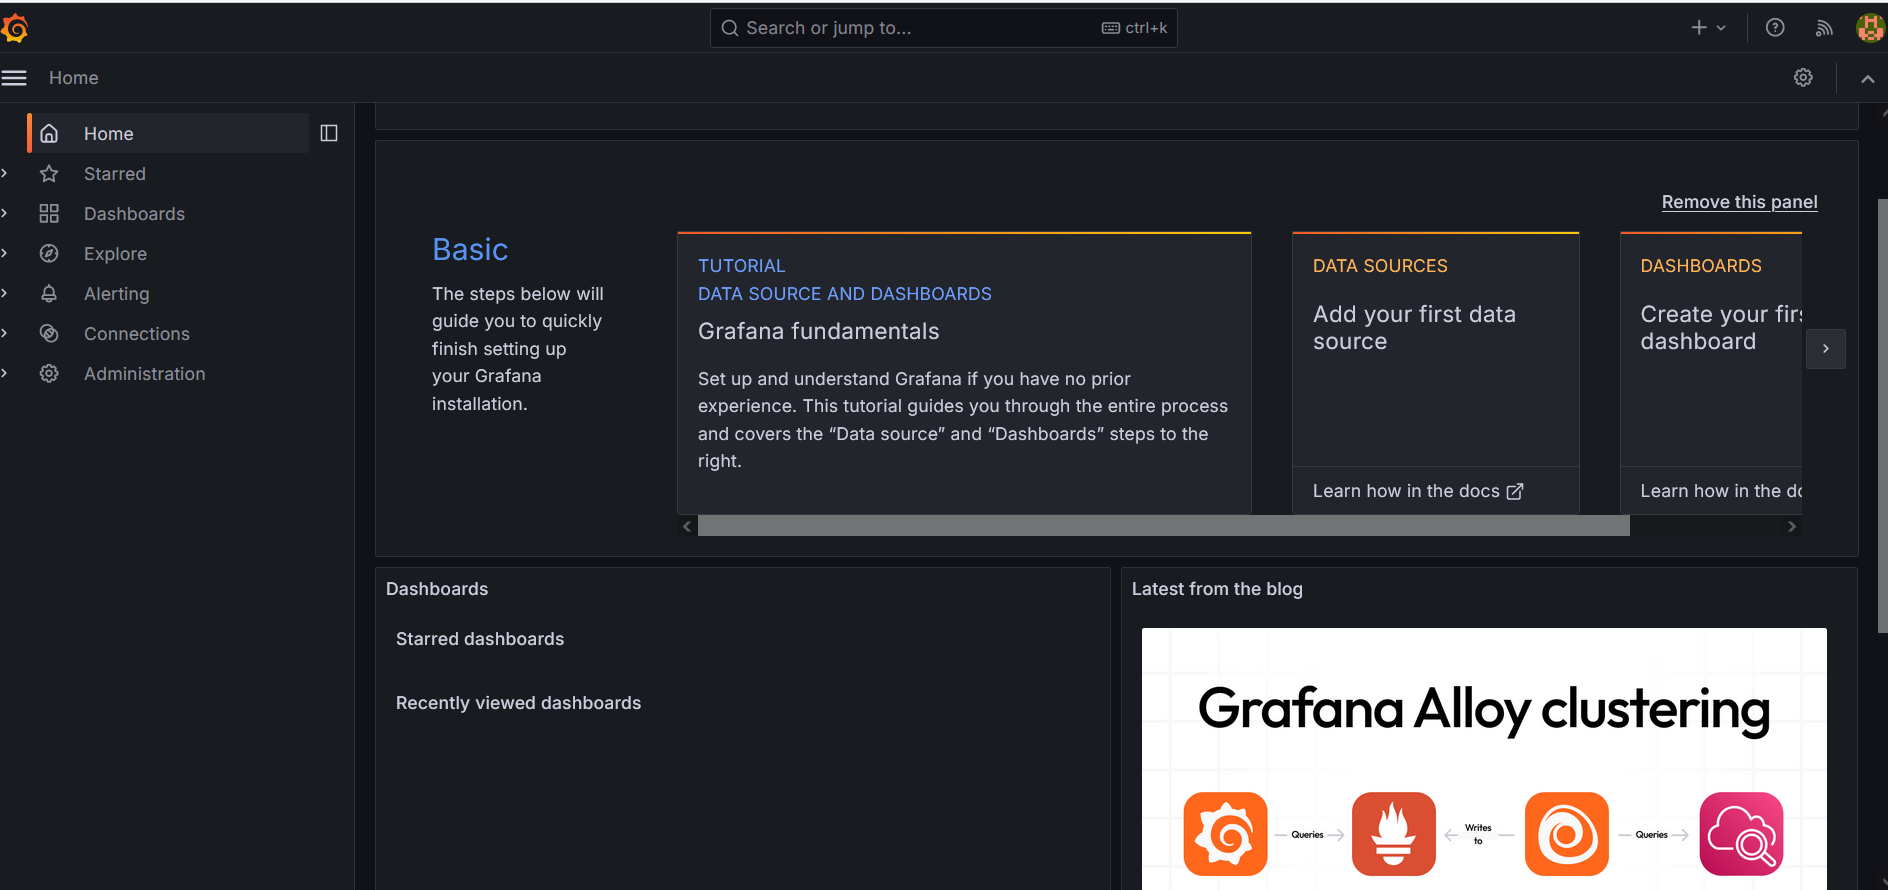 Search or jump to...
ctrl+k
Home
Home
Starred
Dashboards
Explore
Alerting
Connections
Administration
Remove this panel
Basic
The steps below will
guide you to quickly
finish setting up
your Grafana
installation.
TUTORIAL
DATA SOURCE AND DASHBOARDS
Grafana fundamentals
Set up and understand Grafana if you have no prior
experience. This tutorial guides you through the entire process
and covers the “Data source” and “Dashboards” steps to the
right.
DATA SOURCES
Add your first data
source
Learn how in the docs
DASHBOARDS
Create your firs
dashboard
Learn how in the do
Dashboards
Starred dashboards
Recently viewed dashboards
Latest from the blog
Grafana Alloy clustering
Queries
Writes
to
Queries